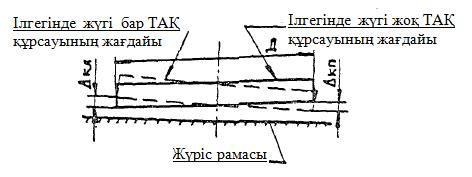 Ілгегінде жүгі бар ТАҚ
құрсауының жағдайы
Ілгегінде жүгі жоқ ТАҚ
құрсауының жағдайы
Д
Δкл
Δкп
Жүріс рамасы